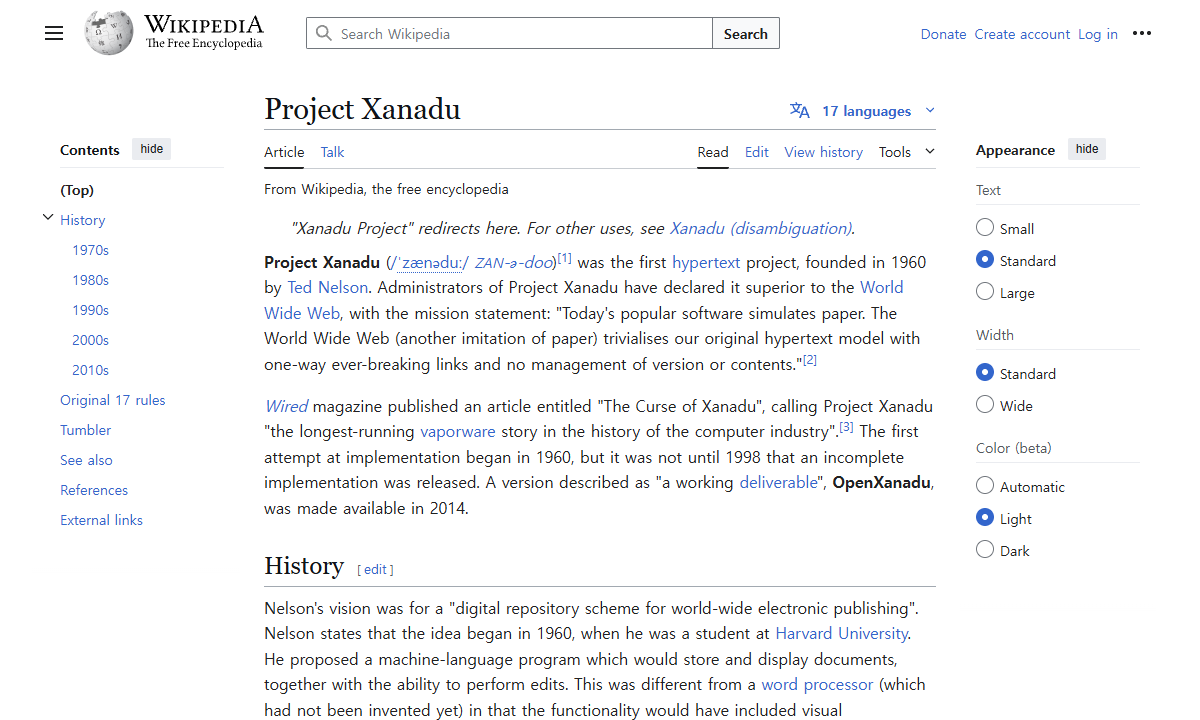 WIKIPEDIA
The Free Encyclopedia
Search Wikipedia
Search
Donate Create account Log in
Contents hide
(Top)
History
1970s
1980s
1990s
2000s
2010s
Original 17 rules
Tumbler
See also
References
External links
Project Xanadu
17 languages
Article Talk Read Edit View history Tools
From Wikipedia, the free encyclopedia
"Xanadu Project" redirects here. For other uses, see Xanadu (disambiguation).
Project Xanadu (/ˈzænəduː/ ZAN-ə-doo)[1] was the first hypertext project, founded in 1960
by Ted Nelson. Administrators of Project Xanadu have declared it superior to the World
Wide Web, with the mission statement: "Today's popular software simulates paper. The
World Wide Web (another imitation of paper) trivialises our original hypertext model with
one-way ever-breaking links and no management of version or contents."[2]
Wired magazine published an article entitled "The Curse of Xanadu", calling Project Xanadu
"the longest-running vaporware story in the history of the computer industry".[3] The first
attempt at implementation began in 1960, but it was not until 1998 that an incomplete
implementation was released. A version described as "a working deliverable", OpenXanadu,
was made available in 2014.
History [ edit ]
Nelson's vision was for a "digital repository scheme for world-wide electronic publishing".
Nelson states that the idea began in 1960, when he was a student at Harvard University.
He proposed a machine-language program which would store and display documents,
together with the ability to perform edits. This was different from a word processor (which
had not been invented yet) in that the functionality would have included visual
Appearance hide
Text
Small
Standard
Large
Width
Standard
Wide
Color (beta)
Automatic
Light
Dark